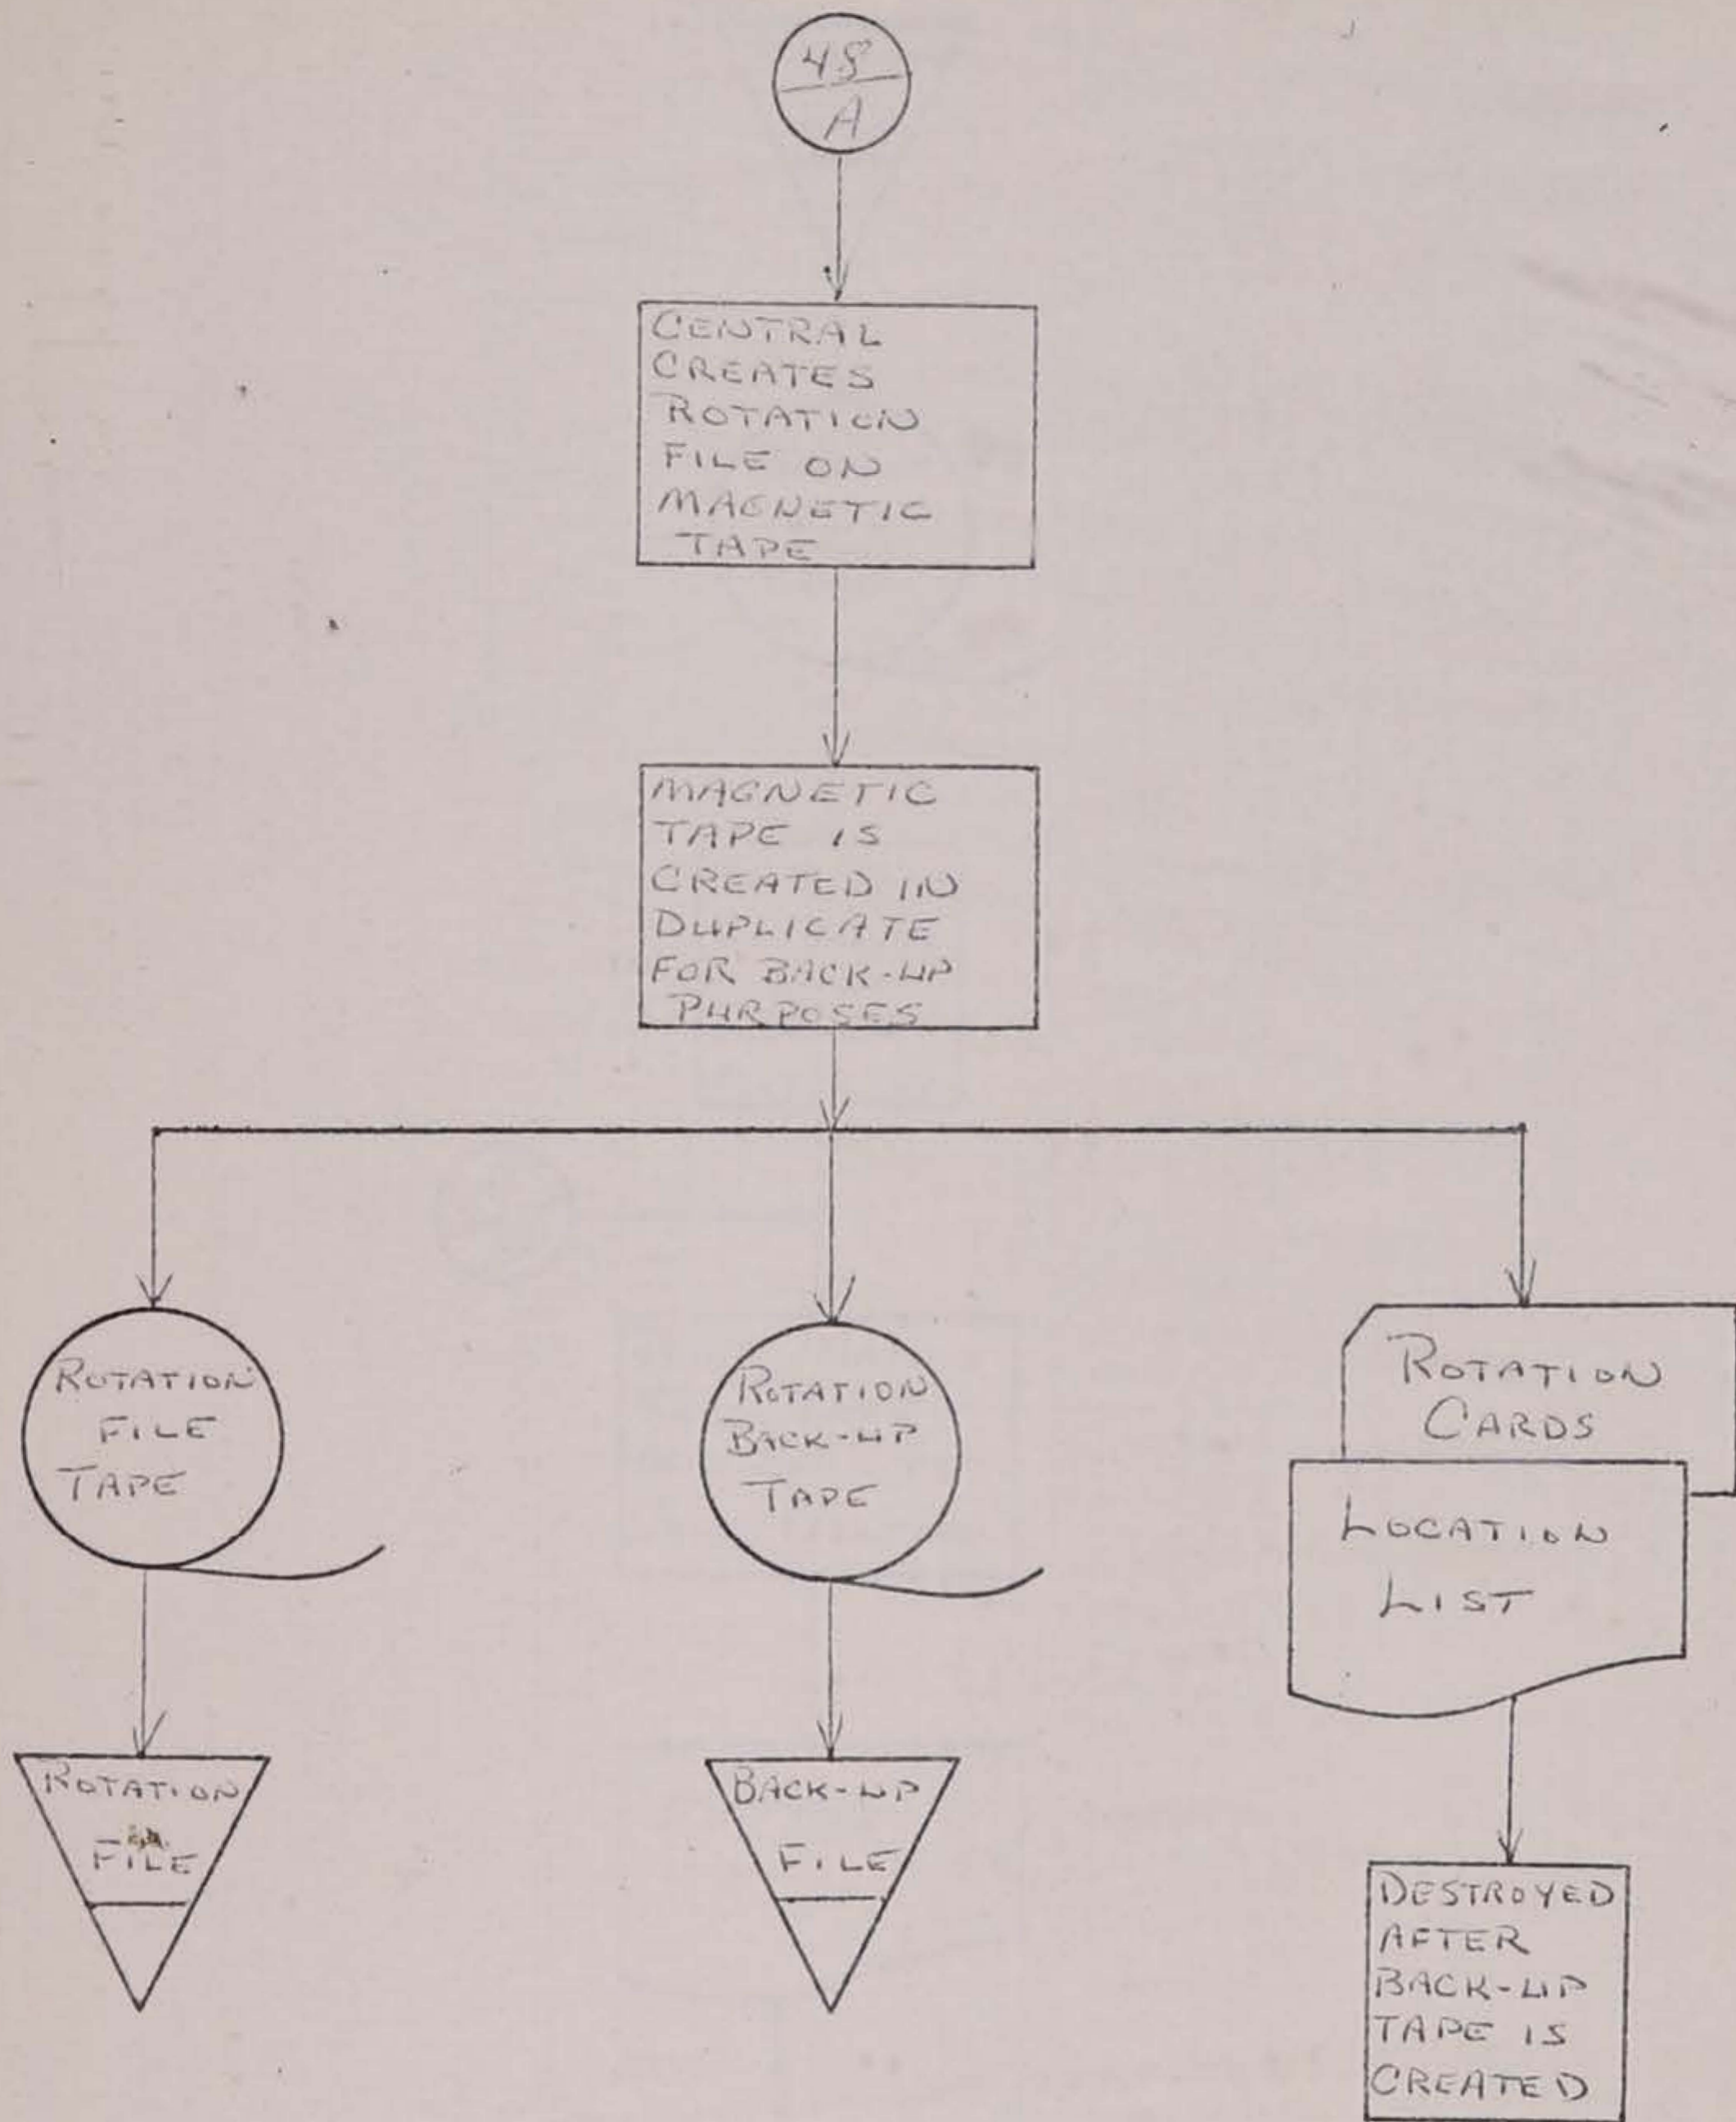 48
A
CENTRAL
CREATES
ROTATION
FILE ON
MAGNETIC
TAPE
MAGNETIC
TAPE IS
CREATED IN
DUPLICATE
FOR BACK-UP
PURPOSES
ROTATION
FILE
TAPE
ROTATION
BACK-UP
TAPE
ROTATION
CARDS
LOCATION
LIST
ROTATION
FILE
BACK-UP
FILE
DESTROYED
AFTER
BACK-UP
TAPE IS
CREATED